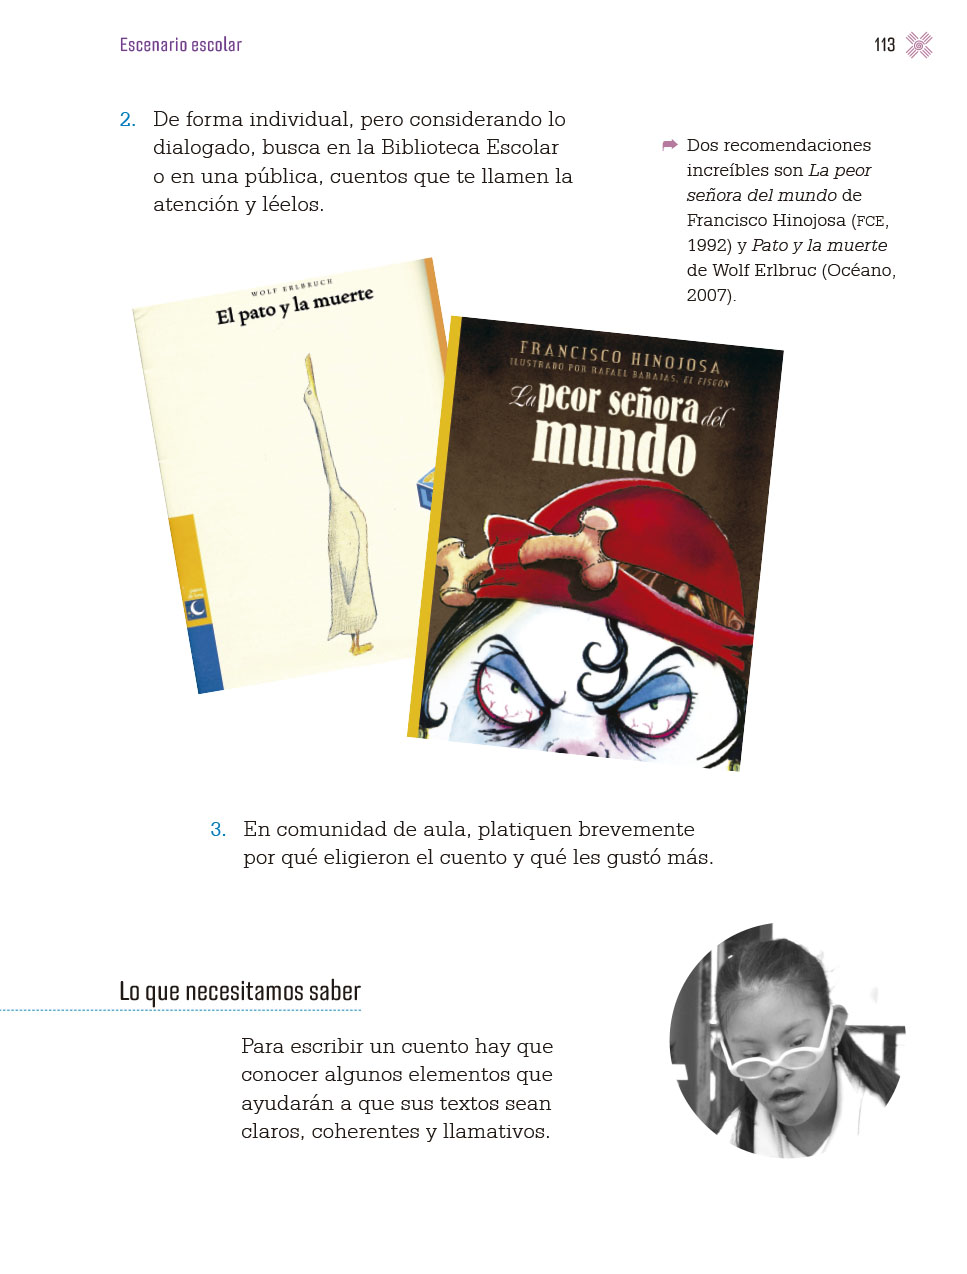 Escenario escolar
113
2. De forma individual, pero considerando lo
dialogado, busca en la Biblioteca Escolar
o en una pública, cuentos que te llamen la
atención y léelos.
Dos recomendaciones
increíbles son La peor
señora del mundo de
Francisco Hinojosa (FCE,
1992) y Pato y la muerte
de Wolf Erlbruc (Océano,
2007).
WOLF ERLBRUCH
El pato y la muerte
FRANCISCO HINOJOSA
ILUSTRADO POR RAFAEL BARAJAS, EL FISGÓN
La peor señora del
mundo
3. En comunidad de aula, platiquen brevemente
por qué eligieron el cuento y qué les gustó más.
Lo que necesitamos saber
Para escribir un cuento hay que
conocer algunos elementos que
ayudarán a que sus textos sean
claros, coherentes y llamativos.